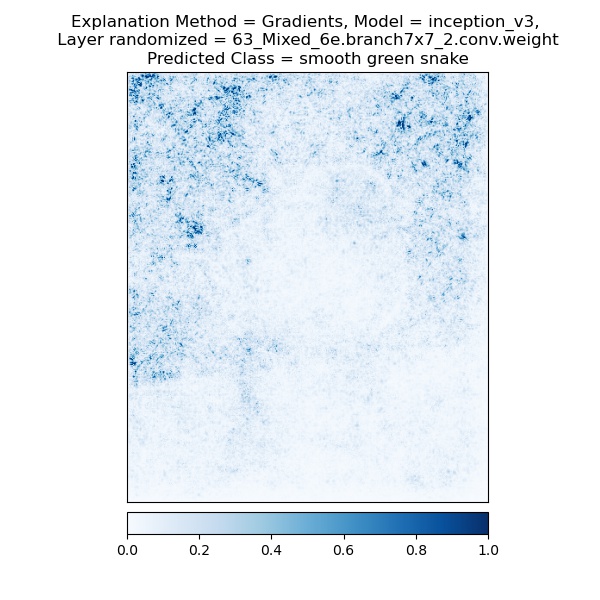 Explanation Method = Gradients, Model = inception_v3,
Layer randomized = 63_Mixed_6e.branch7x7_2.conv.weight
Predicted Class = smooth green snake
0.0 0.2 0.4 0.6 0.8 1.0